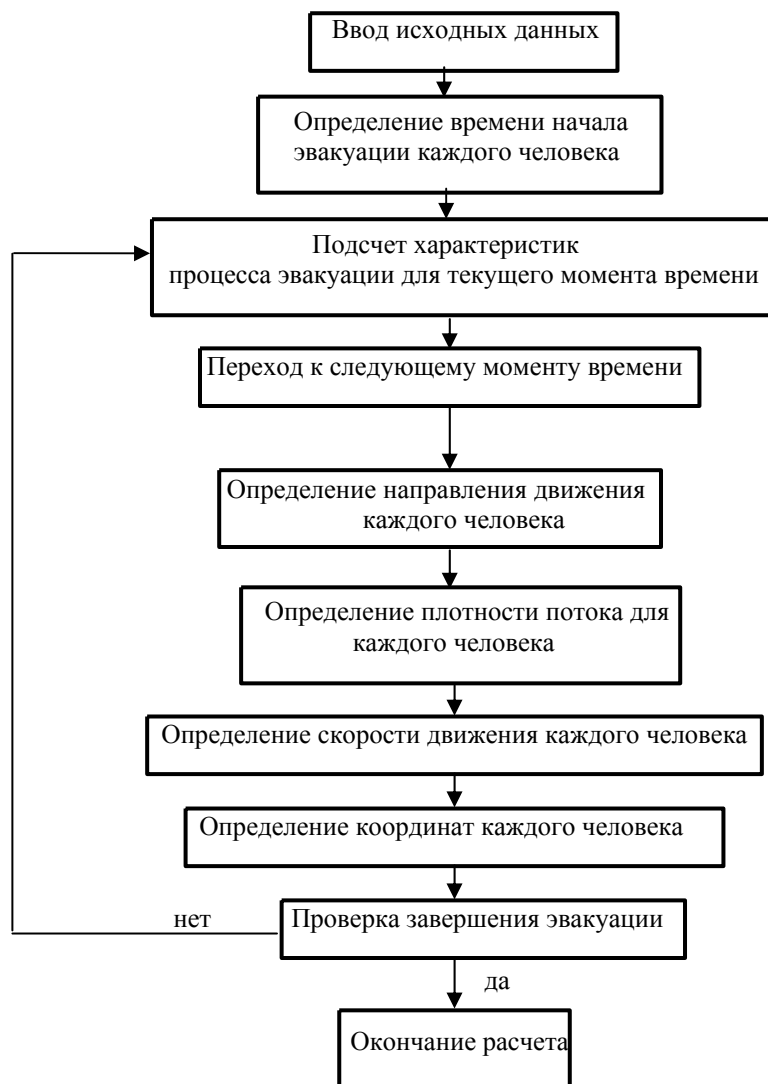 Ввод исходных данных
Определение времени начала
эвакуации каждого человека
Подсчет характеристик
процесса эвакуации для текущего момента времени
Переход к следующему моменту времени
Определение направления движения
каждого человека
Определение плотности потока для
каждого человека
Определение скорости движения каждого человека
Определение координат каждого человека
нет
Проверка завершения эвакуации
да
Окончание расчета